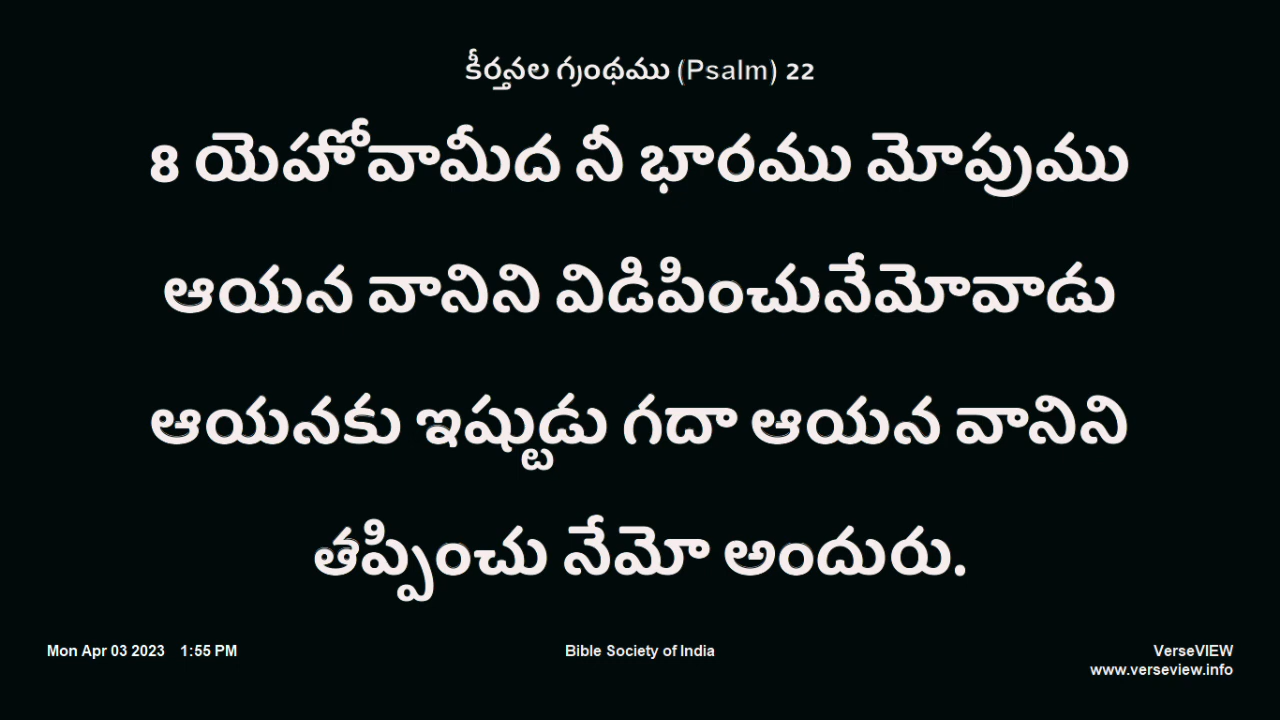 కీర్తనల గ్రంథము (Psalm) 22
8 యెహోవామీద నీ భారము మోపుము
ఆయన వానిని విడిపించునేమోవాడు
ఆయనకు ఇష్టుడు గదా ఆయన వానిని
తప్పించు నేమో అందురు.
Mon Apr 03 2023 1:55 PM
Bible Society of India
VerseVIEW
www.verseview.info